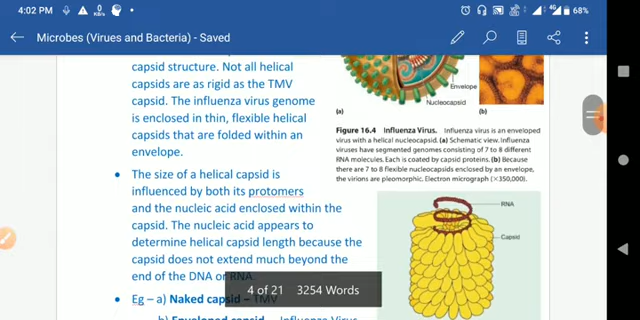 4:02 PM
0
KB/s
4G
68%
Microbes (Virues and Bacteria) - Saved
capsid structure. Not all helical
capsids are as rigid as the TMV
capsid. The influenza virus genome
is enclosed in thin, flexible helical
capsids that are folded within an
envelope.
• The size of a helical capsid is
influenced by both its protomers
and the nucleic acid enclosed within
the capsid. The nucleic acid appears to
determine helical capsid length because the
capsid does not extend much beyond the
end of the DNA or RNA.
• Eg – a) Naked capsid – TMV
b) Enveloped capsid – Influenza Virus
Envelope
Nucleocapsid
(a)
(b)
Figure 16.4 Influenza Virus. Influenza virus is an enveloped
virus with a helical nucleocapsid. (a) Schematic view. Influenza
viruses have segmented genomes consisting of 7 to 8 different
RNA molecules. Each is coated by capsid proteins. (b) Because
there are 7 to 8 flexible nucleocapsids enclosed by an envelope,
the virions are pleomorphic. Electron micrograph (×350,000).
RNA
Capsid
4 of 21 3254 Words